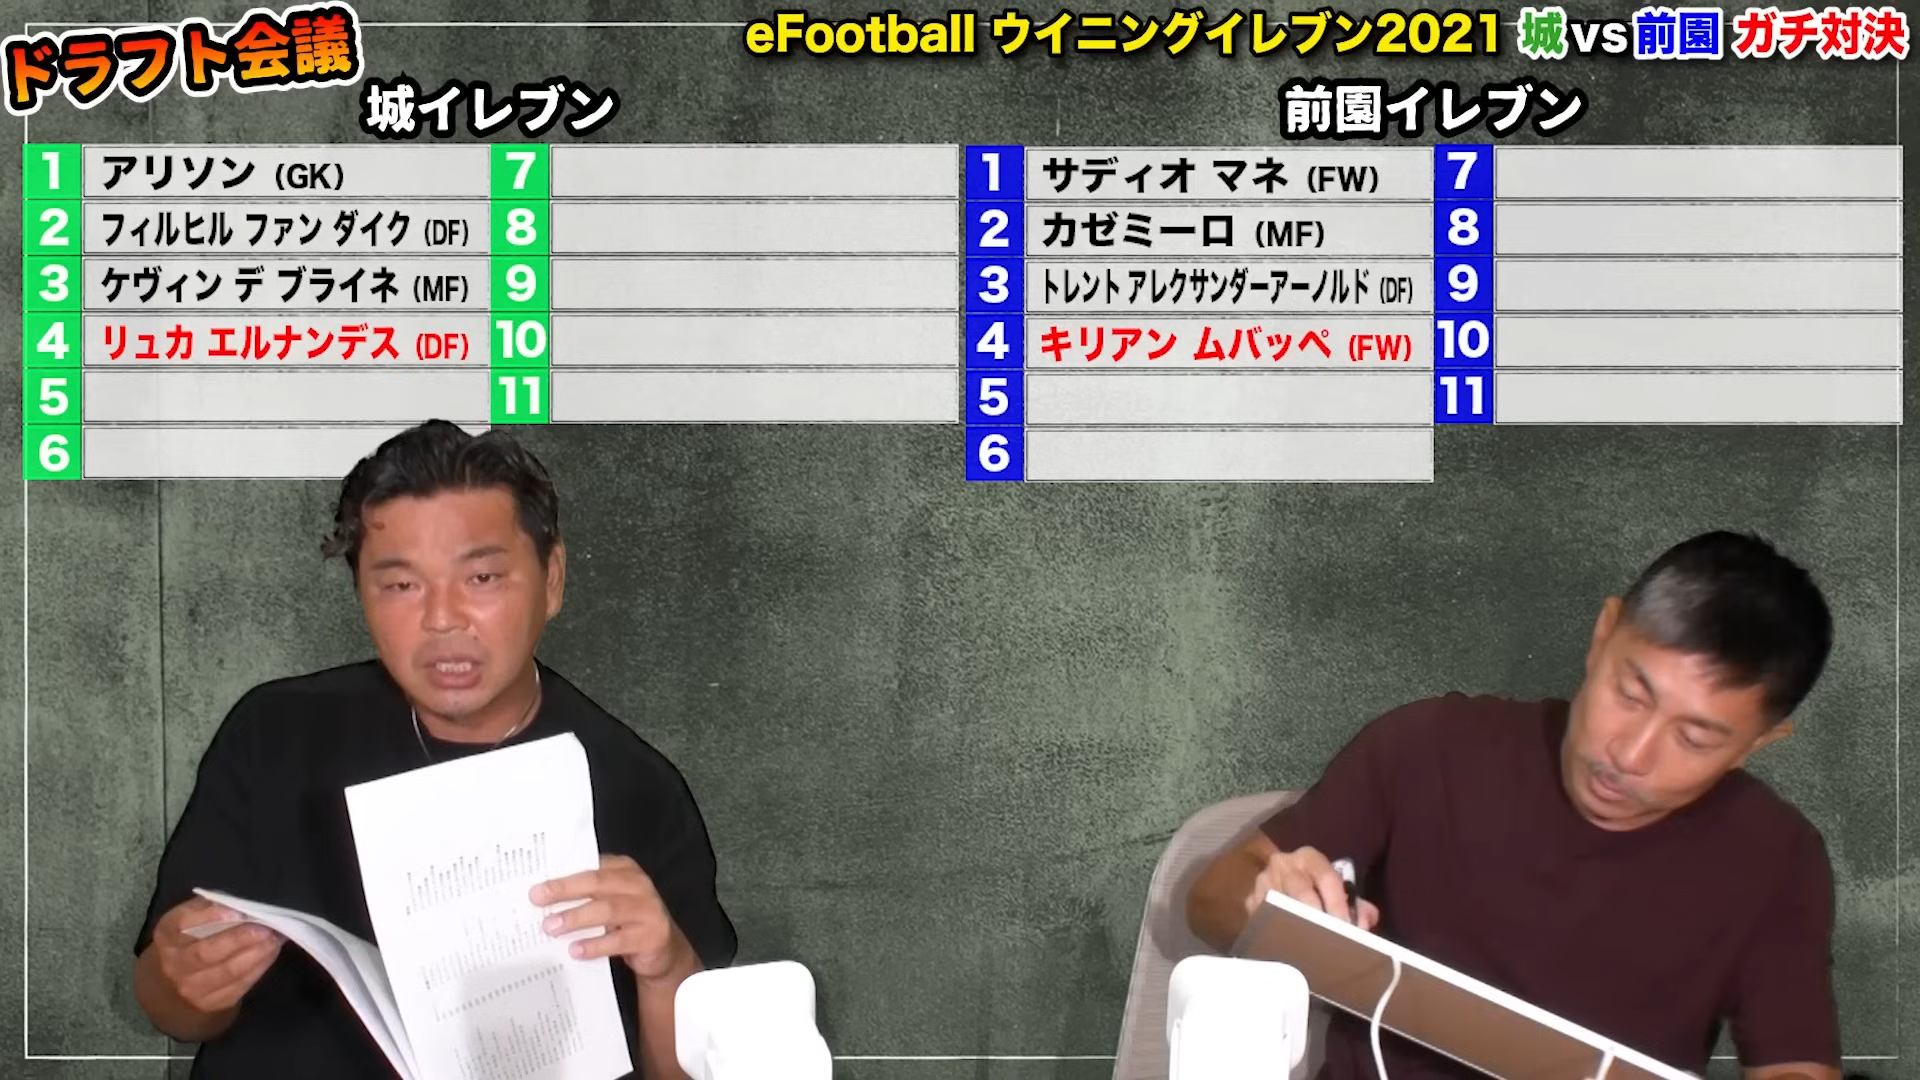 ドラフト会議
eFootball ウイニングイレブン2021 城vs前園 ガチ対決
城イレブン
1 アリソン (GK)
2 フィルヒル ファン ダイク (DF)
3 ケヴィン デ ブライネ (MF)
4 リュカ エルナンデス (DF)
5
6
7
8
9
10
11
前園イレブン
1 サディオ マネ (FW)
2 カゼミーロ (MF)
3 トレント アレクサンダーアーノルド (DF)
4 キリアン ムバッペ (FW)
5
6
7
8
9
10
11